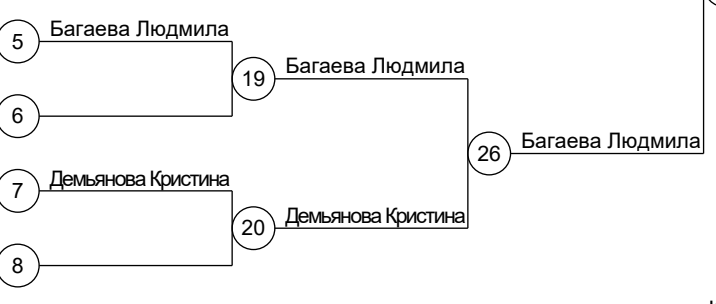 5 Багаева Людмила
19 Багаева Людмила
6
26 Багаева Людмила
7 Демьянова Кристина
20 Демьянова Кристина
8